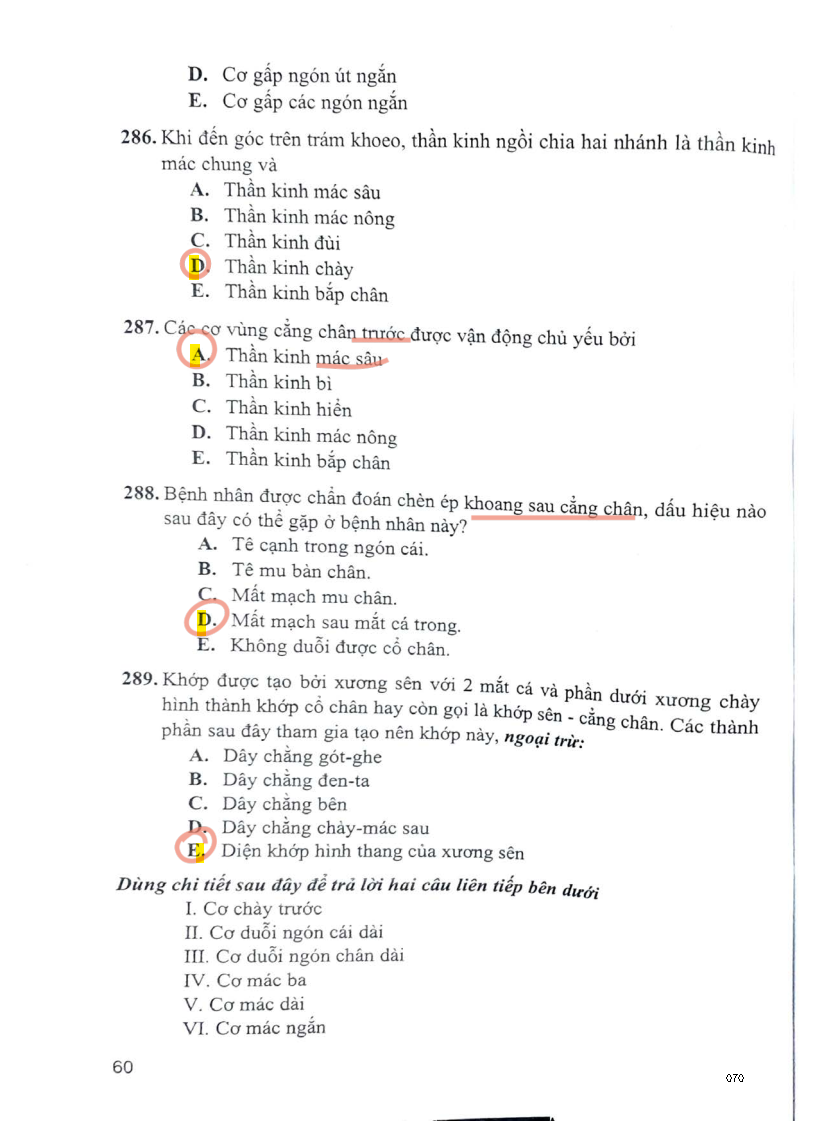 D. Cơ gấp ngón út ngắn
E. Cơ gấp các ngón ngắn
286. Khi đến góc trên trám khoeo, thần kinh ngồi chia hai nhánh là thần kinh
mác chung và
A. Thần kinh mác sâu
B. Thần kinh mác nông
C. Thần kinh đùi
D. Thần kinh chày
E. Thần kinh bắp chân
287. Các cơ vùng cẳng chân trước được vận động chủ yếu bởi
A. Thần kinh mác sâu
B. Thần kinh bì
C. Thần kinh hiển
D. Thần kinh mác nông
E. Thần kinh bắp chân
288. Bệnh nhân được chẩn đoán chèn ép khoang sau cẳng chân, dấu hiệu nào
sau đây có thể gặp ở bệnh nhân này?
A. Tê cạnh trong ngón cái.
B. Tê mu bàn chân.
C. Mất mạch mu chân.
D. Mất mạch sau mắt cá trong.
E. Không duỗi được cổ chân.
289. Khớp được tạo bởi xương sên với 2 mắt cá và phần dưới xương chày
hình thành khớp cổ chân hay còn gọi là khớp sên - cẳng chân. Các thành
phần sau đây tham gia tạo nên khớp này, ngoại trừ:
A. Dây chằng gót-ghe
B. Dây chằng đen-ta
C. Dây chằng bên
D. Dây chằng chày-mác sau
E. Diện khớp hình thang của xương sên
Dùng chi tiết sau đây để trả lời hai câu liên tiếp bên dưới
I. Cơ chày trước
II. Cơ duỗi ngón cái dài
III. Cơ duỗi ngón chân dài
IV. Cơ mác ba
V. Cơ mác dài
VI. Cơ mác ngắn
60
070